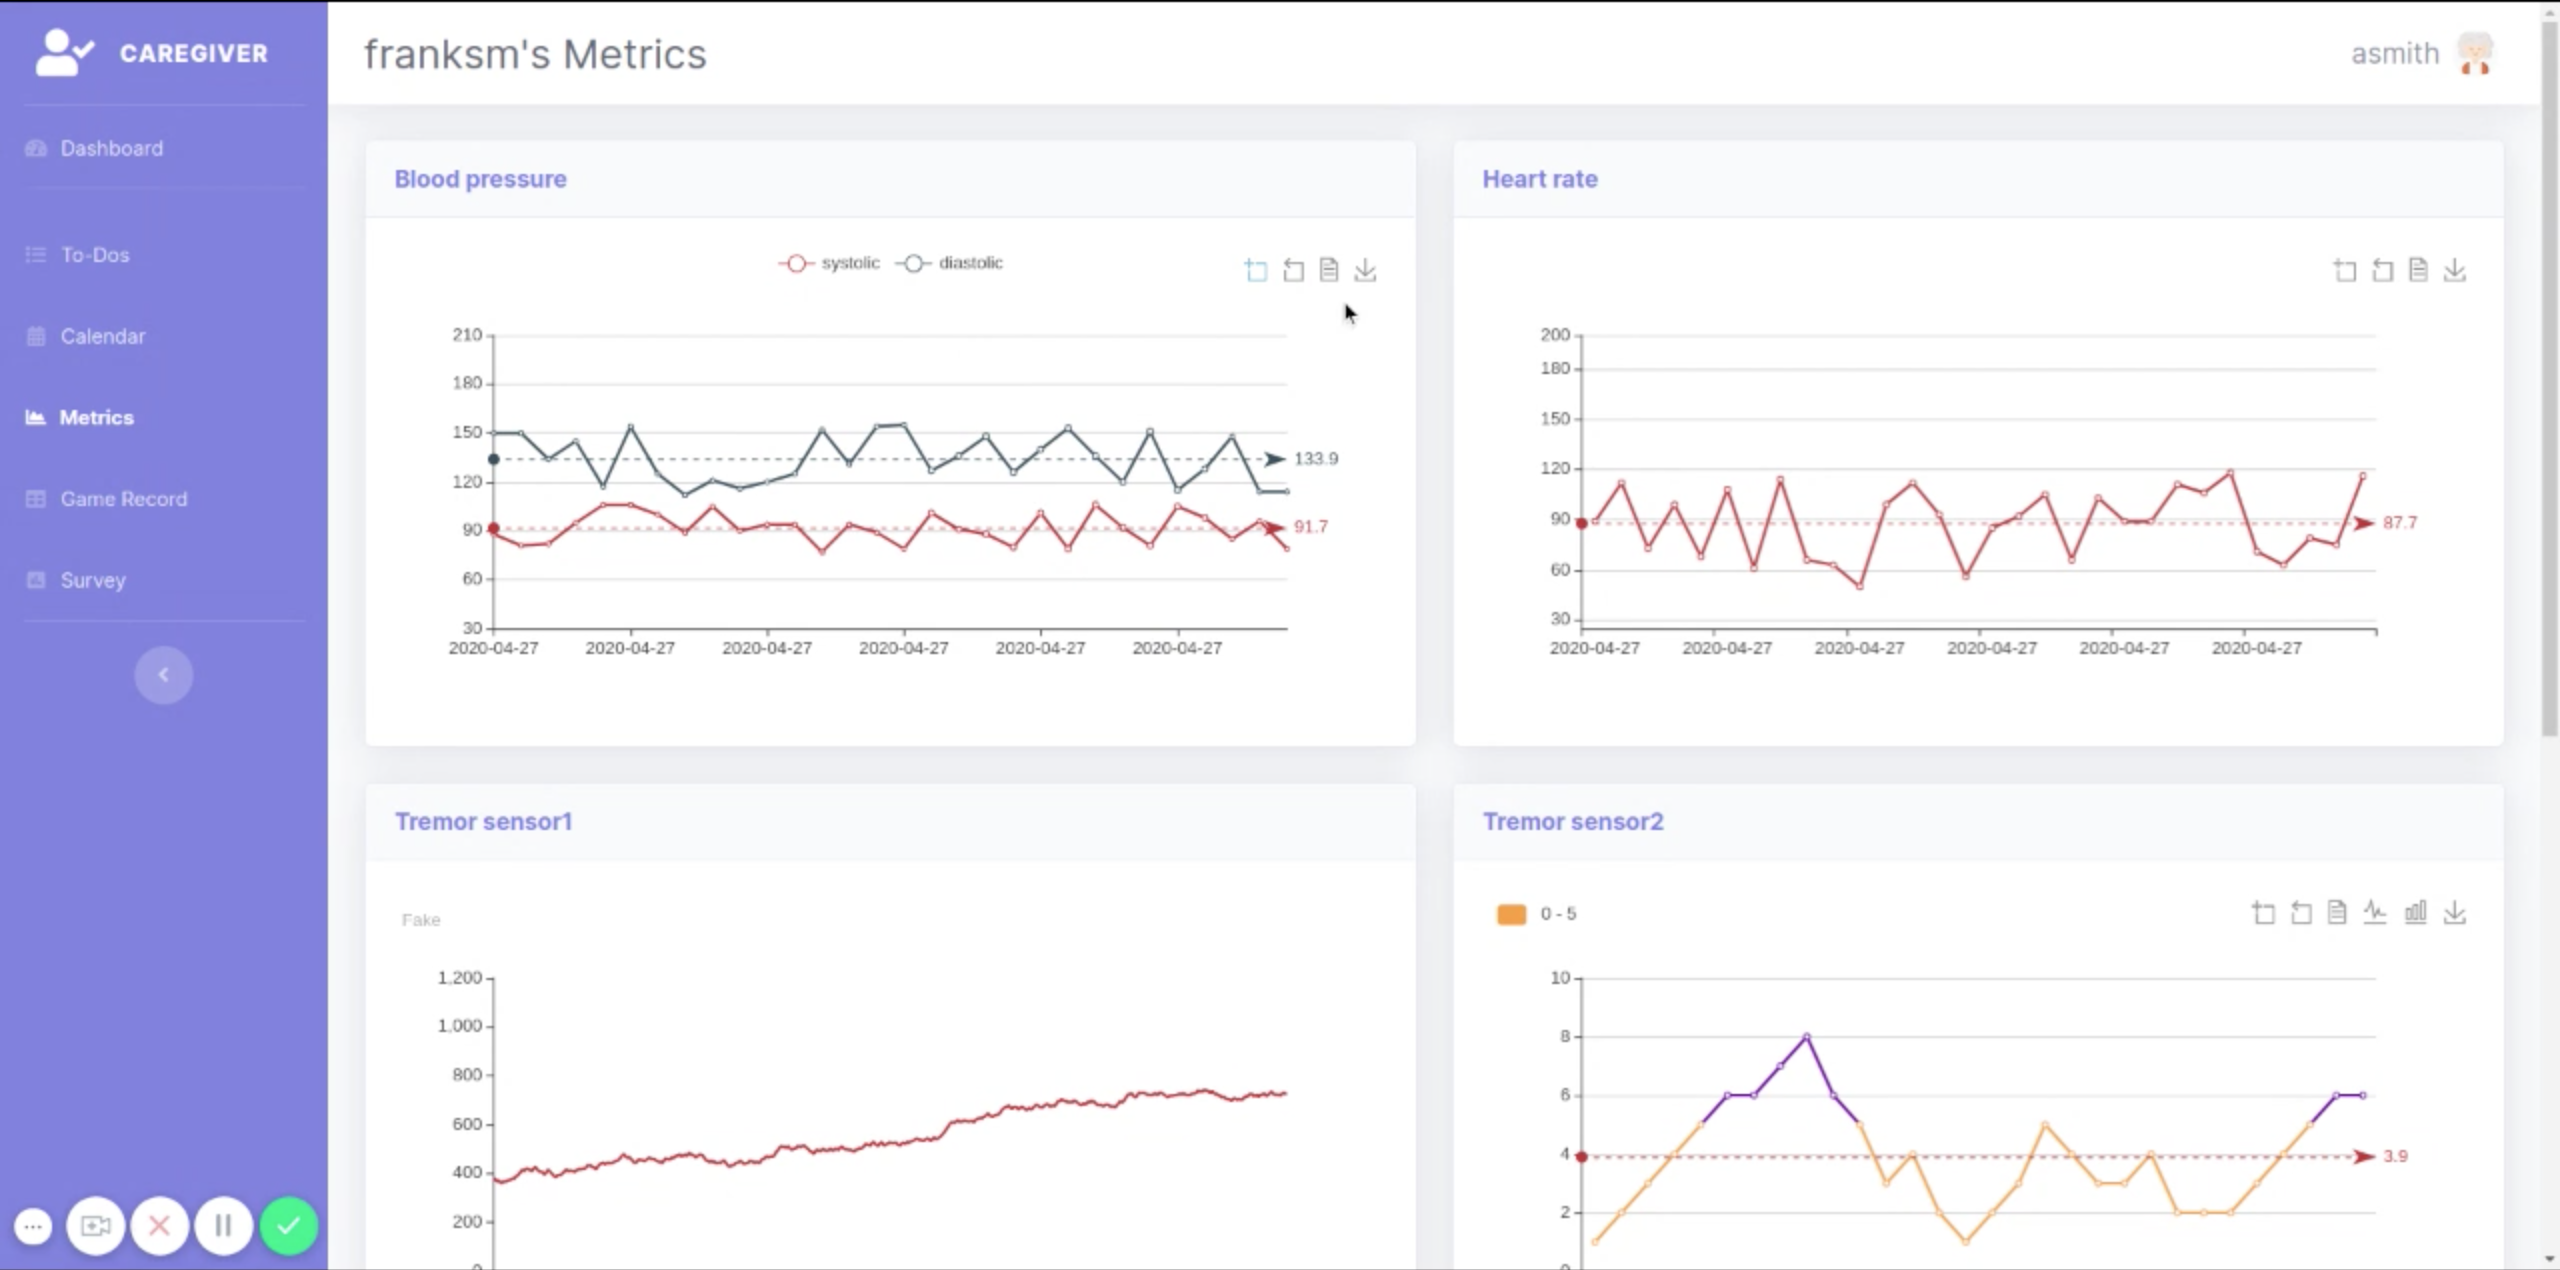 CAREGIVER
Dashboard
To-Dos
Calendar
Metrics
Game Record
Survey
franksm's Metrics
asmith
Blood pressure
systolic diastolic
210
180
150
120
90
60
30
133.9
91.7
2020-04-27 2020-04-27 2020-04-27 2020-04-27 2020-04-27 2020-04-27
Heart rate
200
180
150
120
90
60
30
87.7
2020-04-27 2020-04-27 2020-04-27 2020-04-27 2020-04-27 2020-04-27
Tremor sensor1
Fake
1,200
1,000
800
600
400
200
Tremor sensor2
0 - 5
10
8
6
4
2
3.9